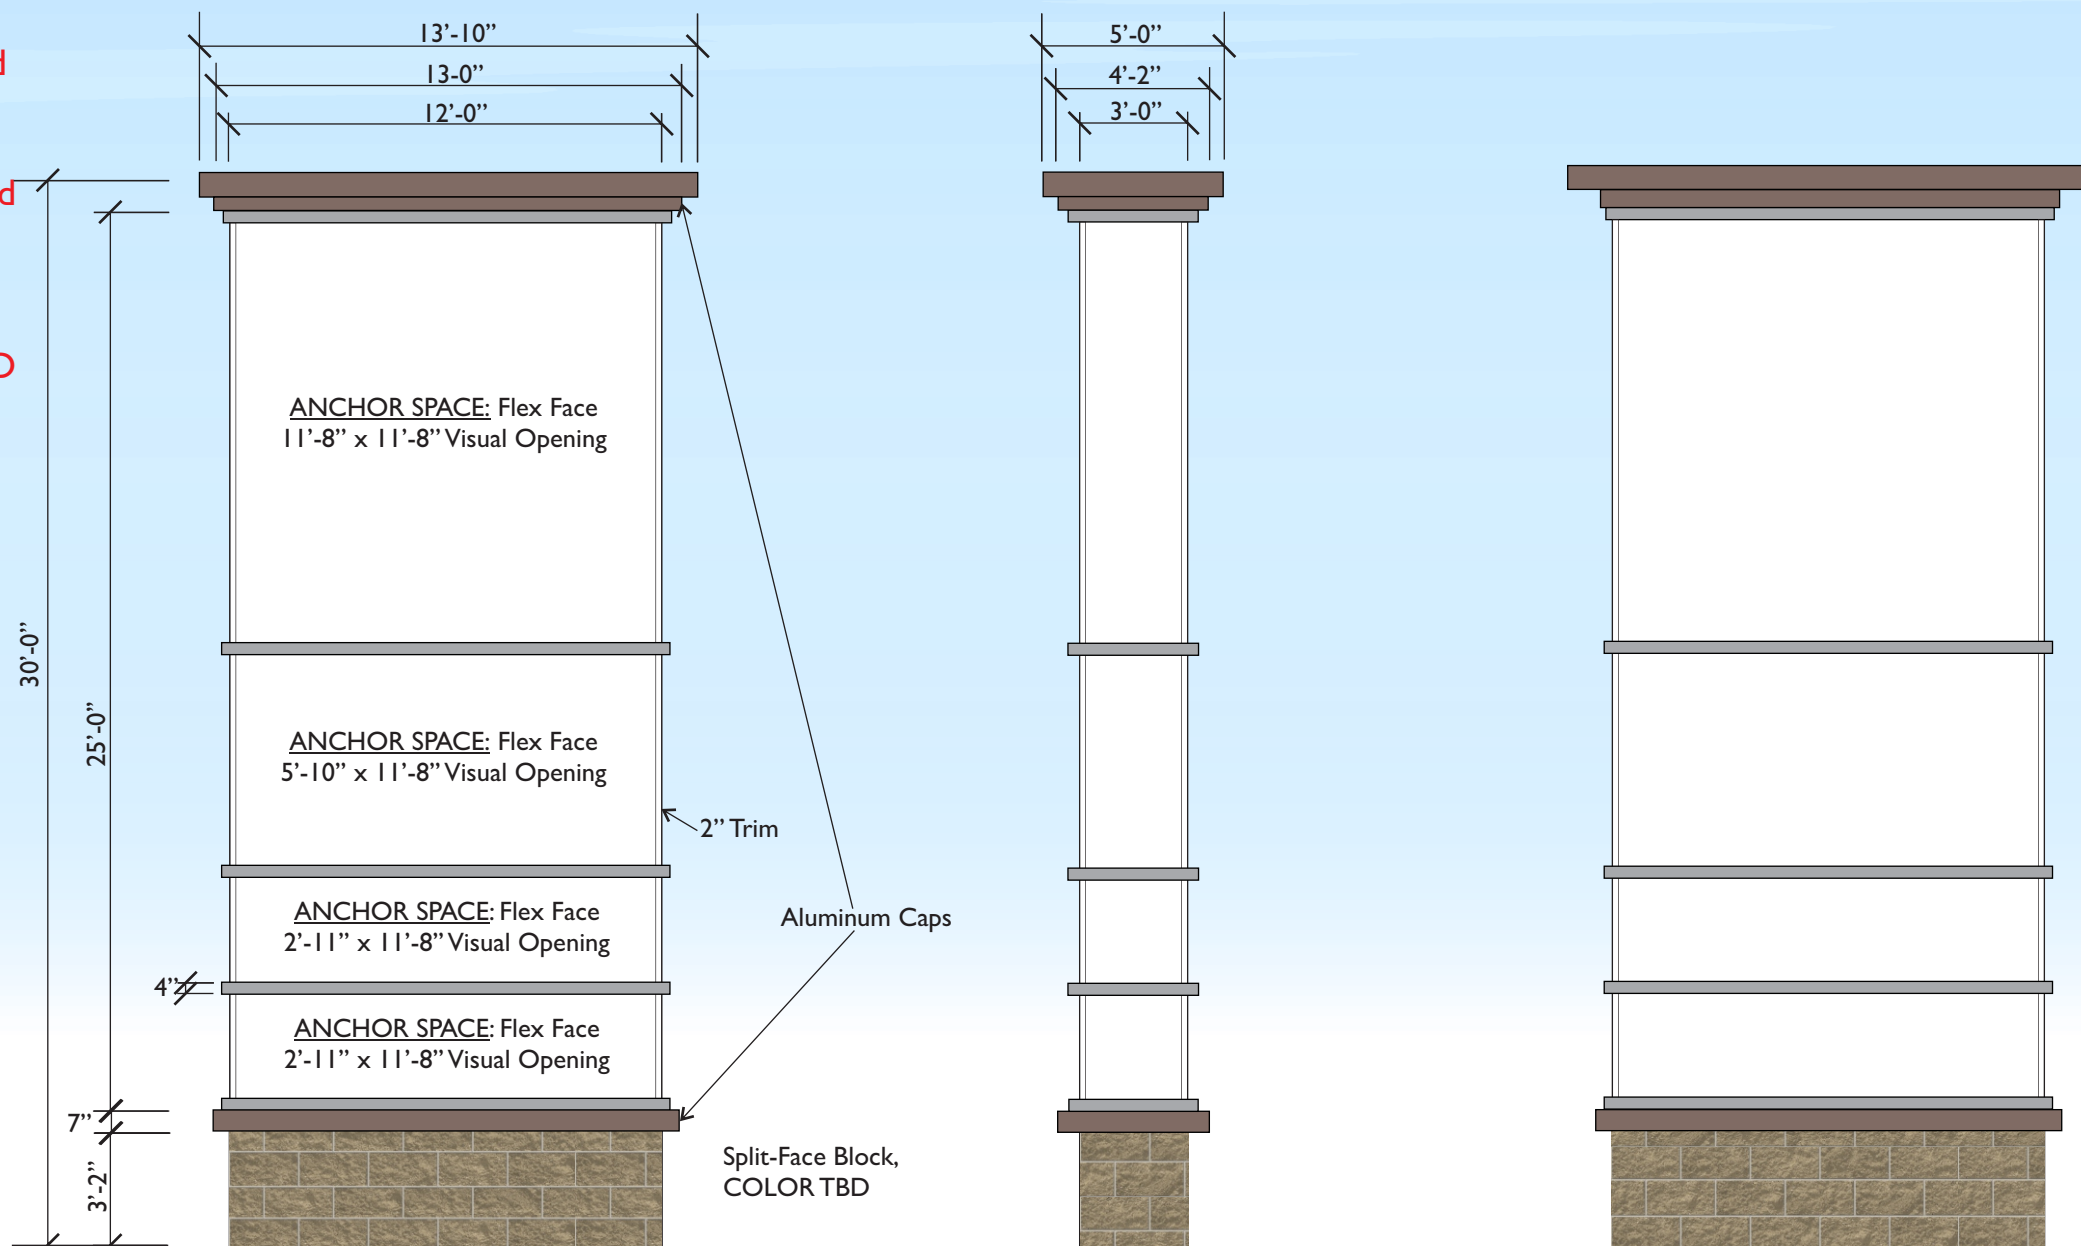 13’-10”
13-0”
12’-0”
5’-0”
4’-2”
3’-0”
30’-0”
25’-0”
ANCHOR SPACE: Flex Face
11’-8” x 11’-8” Visual Opening
ANCHOR SPACE: Flex Face
5’-10” x 11’-8” Visual Opening
2” Trim
ANCHOR SPACE: Flex Face
2’-11” x 11’-8” Visual Opening
Aluminum Caps
4”
ANCHOR SPACE: Flex Face
2’-11” x 11’-8” Visual Opening
7”
3’-2”
Split-Face Block,
COLOR TBD